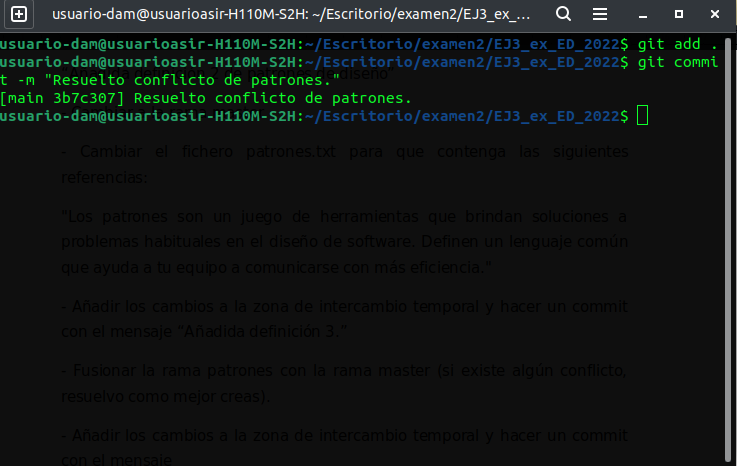 usuario-dam@usuarioasir-H110M-S2H: ~/Escritorio/examen2/EJ3_ex_...
usuario-dam@usuarioasir-H110M-S2H:~/Escritorio/examen2/EJ3_ex_ED_2022$ git add .
usuario-dam@usuarioasir-H110M-S2H:~/Escritorio/examen2/EJ3_ex_ED_2022$ git commi
t -m "Resuelto conflicto de patrones."
[main 3b7c307] Resuelto conflicto de patrones.
usuario-dam@usuarioasir-H110M-S2H:~/Escritorio/examen2/EJ3_ex_ED_2022$
- Cambiar el fichero patrones.txt para que contenga las siguientes
referencias:
"Los patrones son un juego de herramientas que brindan soluciones a
problemas habituales en el diseño de software. Definen un lenguaje común
que ayuda a tu equipo a comunicarse con más eficiencia."
- Añadir los cambios a la zona de intercambio temporal y hacer un commit
con el mensaje "Añadida definición 3."
- Fusionar la rama patrones con la rama master (si existe algún conflicto,
resuelvo como mejor creas).
- Añadir los cambios a la zona de intercambio temporal y hacer un commit
con el mensaje